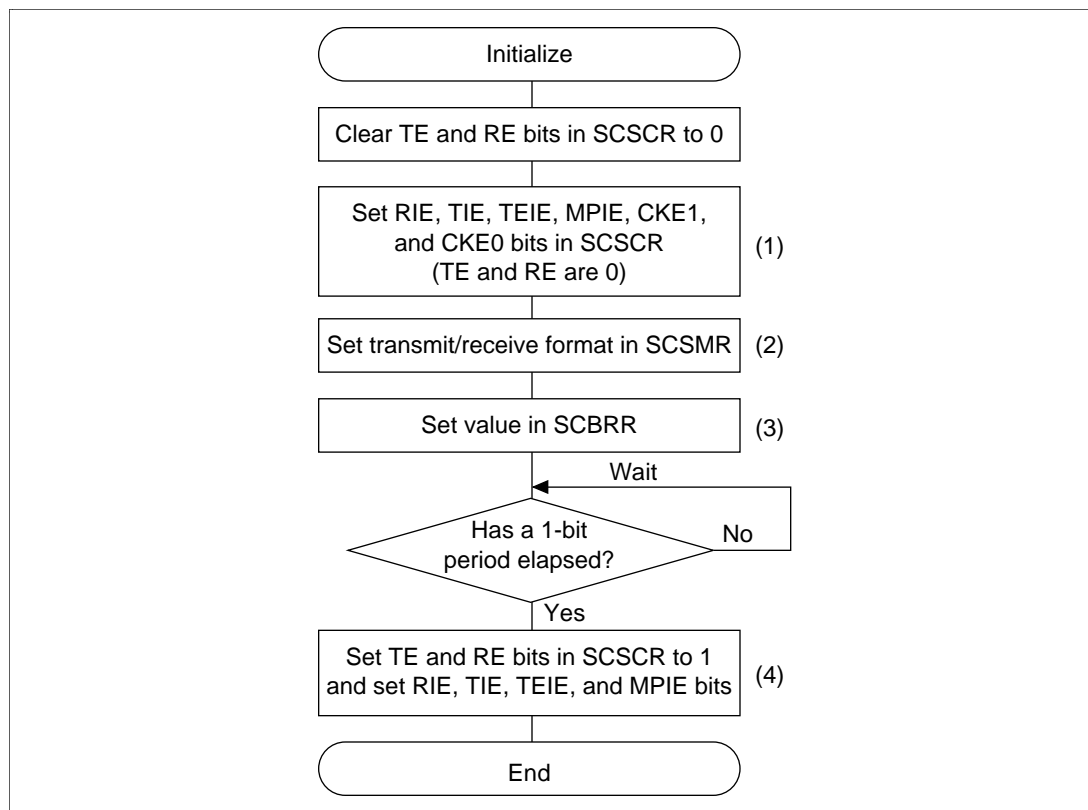 Initialize
Clear TE and RE bits in SCSCR to 0
Set RIE, TIE, TEIE, MPIE, CKE1,
and CKE0 bits in SCSCR
(TE and RE are 0)
(1)
Set transmit/receive format in SCSMR
(2)
Set value in SCBRR
(3)
Wait
Has a 1-bit
period elapsed?
No
Yes
Set TE and RE bits in SCSCR to 1
and set RIE, TIE, TEIE, and MPIE bits
(4)
End